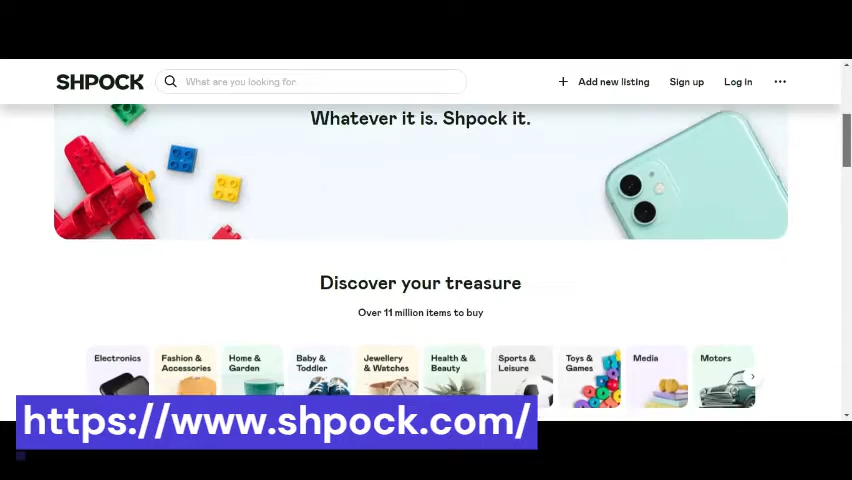 SHPOCK
What are you looking for
+ Add new listing
Sign up
Log in
Whatever it is. Shpock it.
Discover your treasure
Over 11 million items to buy
Electronics
Fashion &
Accessories
Home &
Garden
Baby &
Toddler
Jewellery
& Watches
Health &
Beauty
Sports &
Leisure
Toys &
Games
Media
Motors
https://www.shpock.com/